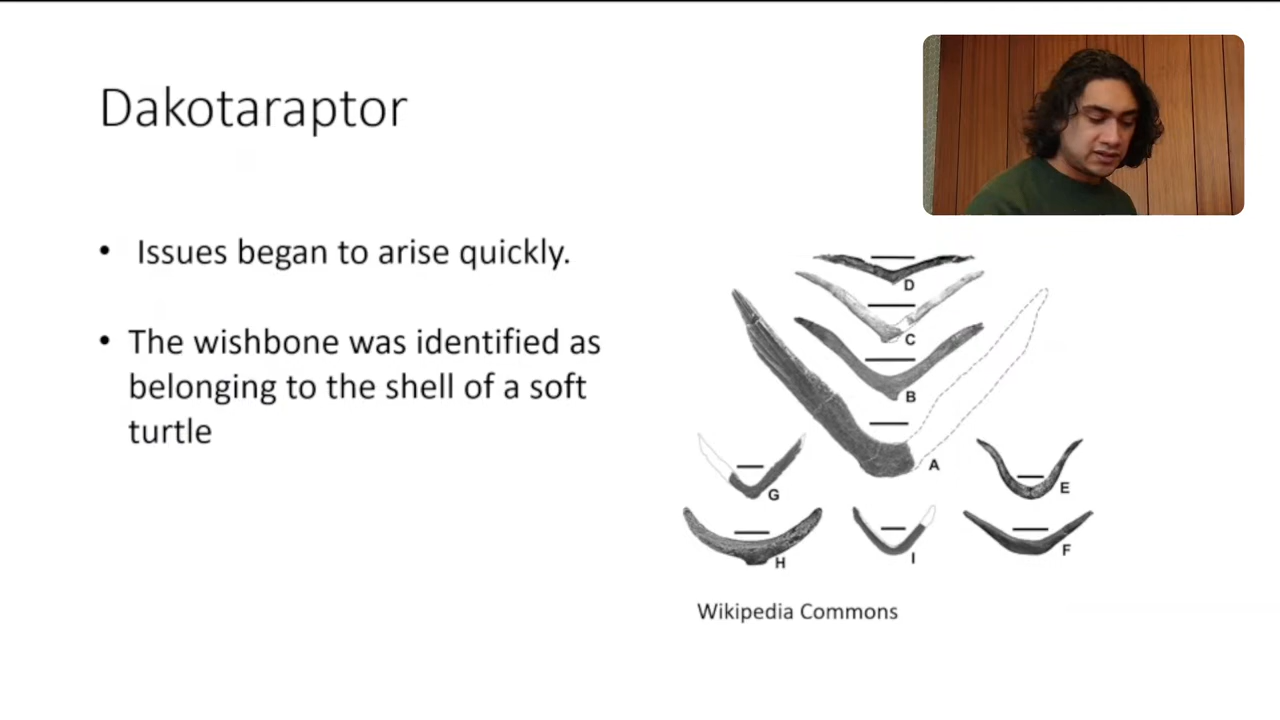 Dakotaraptor
• Issues began to arise quickly.
• The wishbone was identified as
belonging to the shell of a soft
turtle
D
C
B
A
G
E
H
I
F
Wikipedia Commons